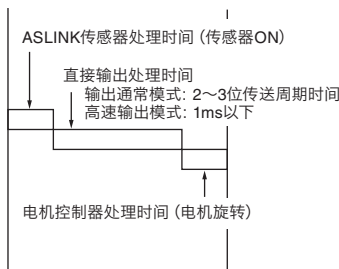 ASLINK传感器处理时间（传感器ON）
直接输出处理时间
输出通常模式：2～3位传送周期时间
高速输出模式：1ms以下
电机控制器处理时间（电机旋转）